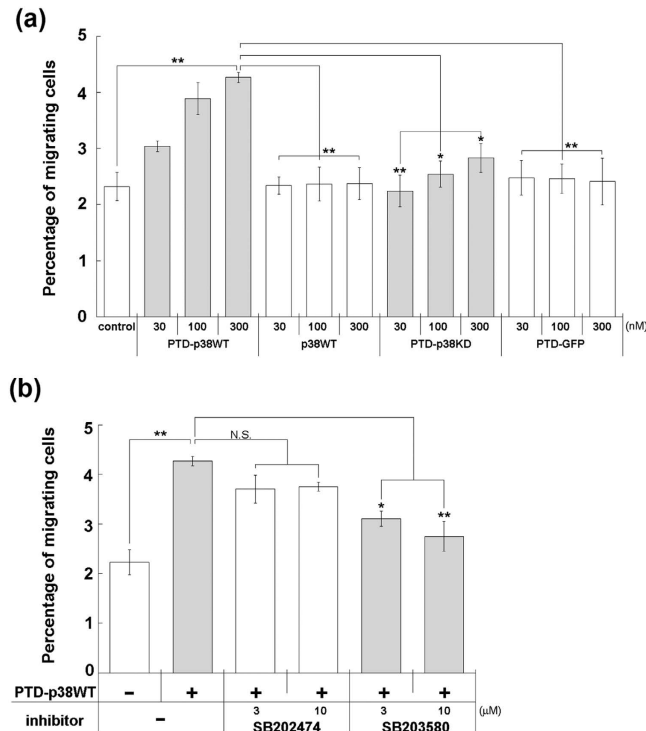 (a)
Percentage of migrating cells
5
4
3
2
1
0
**
**
**
*
*
**
control 30 100 300 30 100 300 30 100 300 30 100 300 (nM)
PTD-p38WT p38WT PTD-p38KD PTD-GFP
(b)
Percentage of migrating cells
5
4
3
2
1
0
**
N.S.
*
**
PTD-p38WT − + + + + +
3 10 3 10 (μM)
inhibitor − SB202474 SB203580